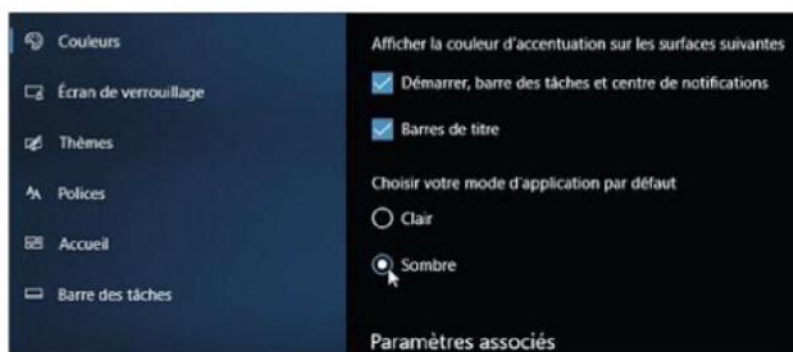 Couleurs
Écran de verrouillage
Thèmes
Polices
Accueil
Barre des tâches
Afficher la couleur d'accentuation sur les surfaces suivantes
Démarrer, barre des tâches et centre de notifications
Barres de titre
Choisir votre mode d'application par défaut
Clair
Sombre
Paramètres associés